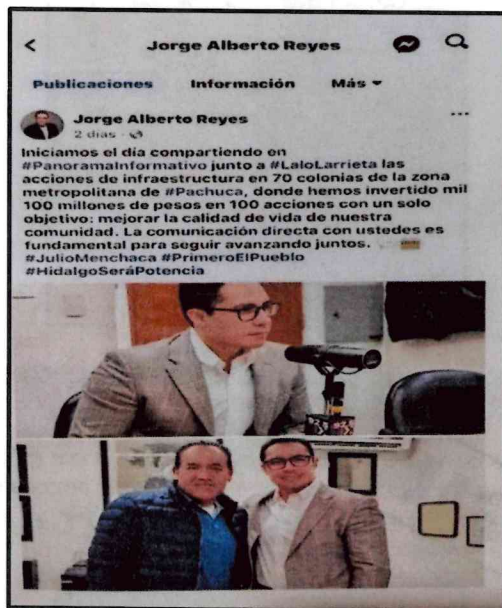 Jorge Alberto Reyes
Publicaciones Información Más
Jorge Alberto Reyes
2 días
Iniciamos el día compartiendo en
#PanoramaInformativo junto a #LaloLarrieta las
acciones de infraestructura en 70 colonias de la zona
metropolitana de #Pachuca, donde hemos invertido mil
100 millones de pesos en 100 acciones con un solo
objetivo: mejorar la calidad de vida de nuestra
comunidad. La comunicación directa con ustedes es
fundamental para seguir avanzando juntos.
#JulioMenchaca #PrimeroElPueblo
#HidalgoSeráPotencia